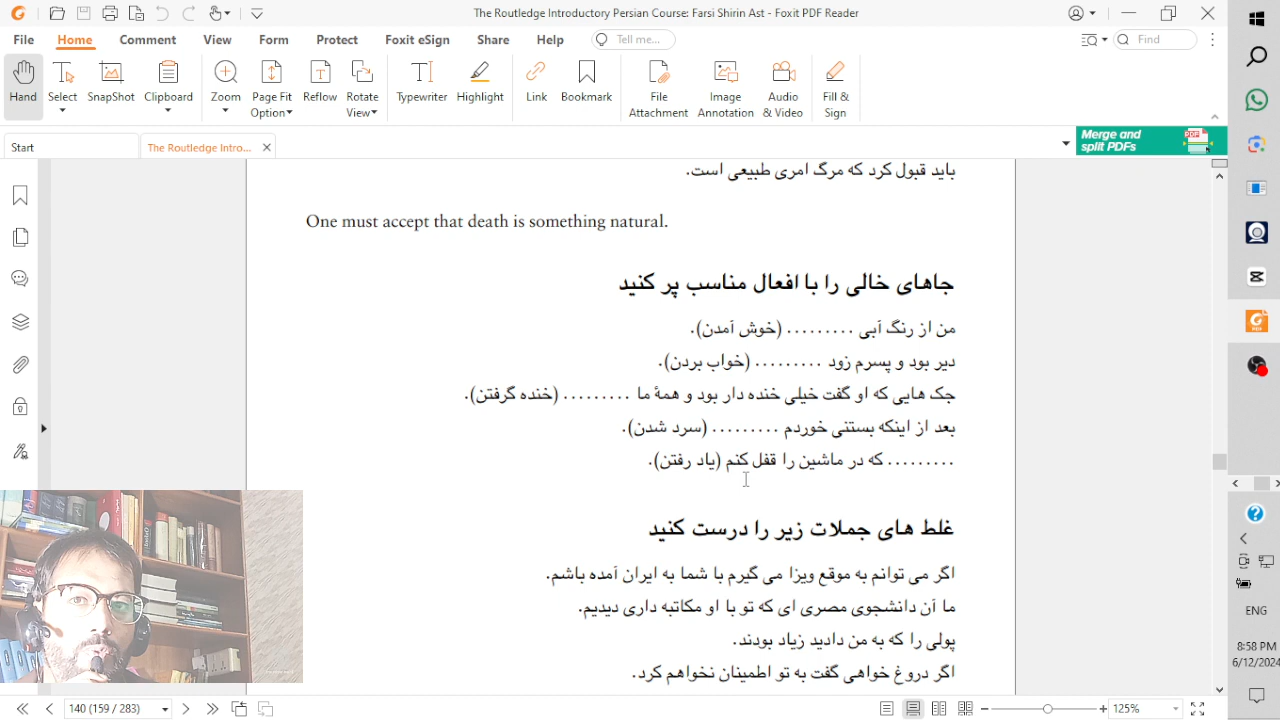 The Routledge Introductory Persian Course: Farsi Shirin Ast - Foxit PDF Reader
File Home Comment View Form Protect Foxit eSign Share Help Tell me... Find
Hand Select SnapShot Clipboard Zoom Page Fit Option Reflow Rotate View Typewriter Highlight Link Bookmark File Attachment Image Annotation Audio & Video Fill & Sign
Start The Routledge Intro... Merge and split PDFs
باید قبول کرد که مرگ امری طبیعی است.
One must accept that death is something natural.
جاهای خالی را با افعال مناسب پر کنید
من از رنگ آبی ......... (خوش آمدن).
دیر بود و پسرم زود ......... (خواب بردن).
جک هایی که او گفت خیلی خنده دار بود و همهٔ ما ......... (خنده گرفتن).
بعد از اینکه بستنی خوردم ......... (سرد شدن).
......... که در ماشین را قفل کنم (یاد رفتن).
غلط های جملات زیر را درست کنید
اگر می توانم به موقع ویزا می گیرم با شما به ایران آمده باشم.
ما آن دانشجوی مصری ای که تو با او مکاتبه داری دیدیم.
پولی را که به من دادید زیاد بودند.
اگر دروغ خواهی گفت به تو اطمینان نخواهم کرد.
140 (159 / 283)
125%
ENG
8:58 PM
6/12/2024